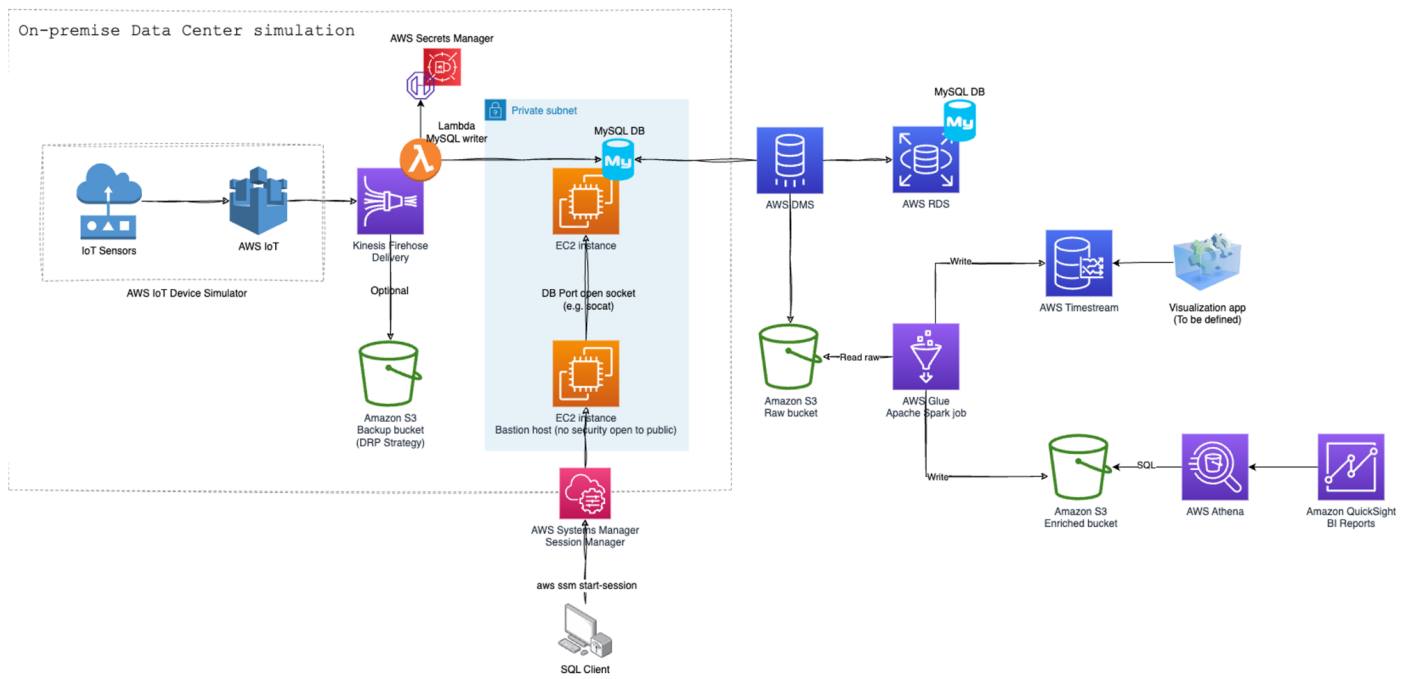 On-premise Data Center simulation
AWS Secrets Manager
Private subnet
Lambda
MySQL writer
MySQL DB
My
MySQL DB
My
IoT Sensors
AWS IoT
AWS IoT Device Simulator
Kinesis Firehose
Delivery
Optional
Amazon S3
Backup bucket
(DRP Strategy)
EC2 instance
DB Port open socket
(e.g. socat)
EC2 instance
Bastion host (no security open to public)
AWS Systems Manager
Session Manager
aws ssm start-session
SQL Client
AWS DMS
AWS RDS
Amazon S3
Raw bucket
Read raw
AWS Glue
Apache Spark job
Write
AWS Timestream
Visualization app
(To be defined)
Write
Amazon S3
Enriched bucket
SQL
AWS Athena
Amazon QuickSight
BI Reports